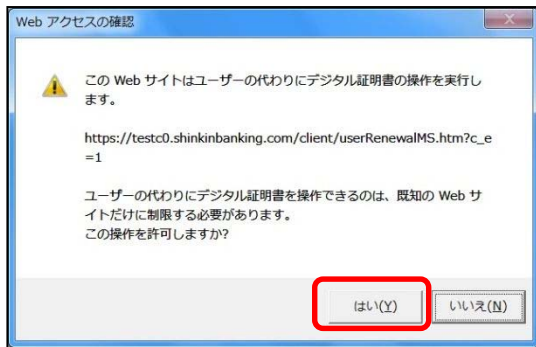 Web アクセスの確認
この Web サイトはユーザーの代わりにデジタル証明書の操作を実行し
ます。
https://testc0.shinkinbanking.com/client/userRenewalMS.htm?c_e
=1
ユーザーの代わりにデジタル証明書を操作できるのは、既知の Web サ
イトだけに制限する必要があります。
この操作を許可しますか?
はい(Y) いいえ(N)